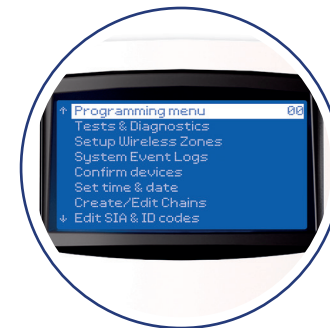 ↑ Programming menu 00
Tests & Diagnostics
Setup Wireless Zones
System Event Logs
Confirm devices
Set time & date
Create/Edit Chains
↓ Edit SIA & ID codes